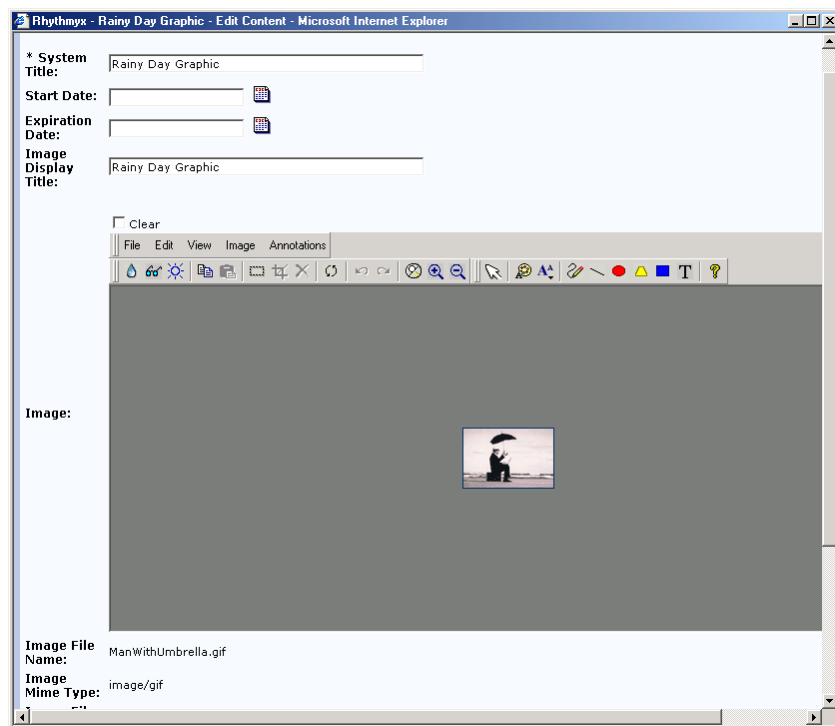 Rhythmyx - Rainy Day Graphic - Edit Content - Microsoft Internet Explorer
* System
Title:
Rainy Day Graphic
Start Date:
Expiration
Date:
Image
Display
Title:
Rainy Day Graphic
Clear
File Edit View Image Annotations
A A T ?
Image:
Image File
Name:
ManWithUmbrella.gif
Image
Mime Type:
image/gif